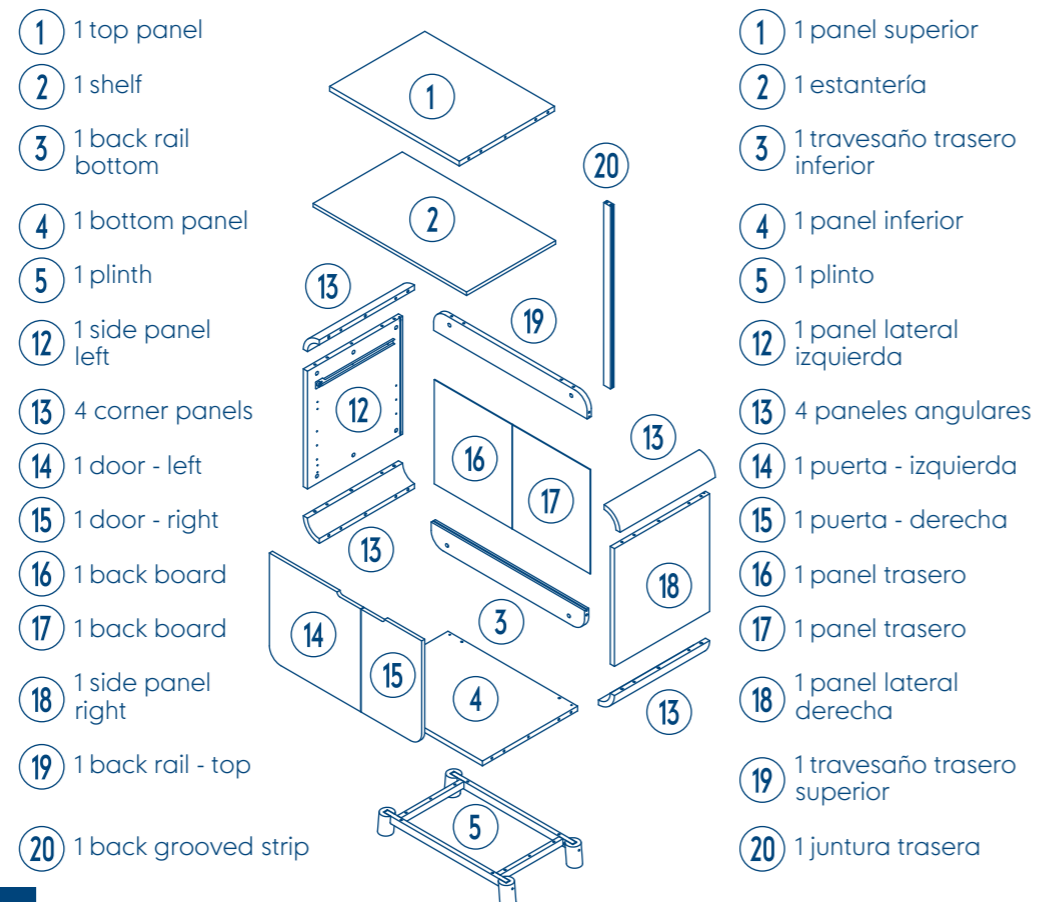 1 1 top panel
2 1 shelf
3 1 back rail
bottom
4 1 bottom panel
5 1 plinth
12 1 side panel
left
13 4 corner panels
14 1 door - left
15 1 door - right
16 1 back board
17 1 back board
18 1 side panel
right
19 1 back rail - top
20 1 back grooved strip
1
2
20
13
19
12
16
17
13
13
18
3
14
15
4
13
5
1 1 panel superior
2 1 estantería
3 1 travesaño trasero
inferior
4 1 panel inferior
5 1 plinto
12 1 panel lateral
izquierda
13 4 paneles angulares
14 1 puerta - izquierda
15 1 puerta - derecha
16 1 panel trasero
17 1 panel trasero
18 1 panel lateral
derecha
19 1 travesaño trasero
superior
20 1 juntura trasera